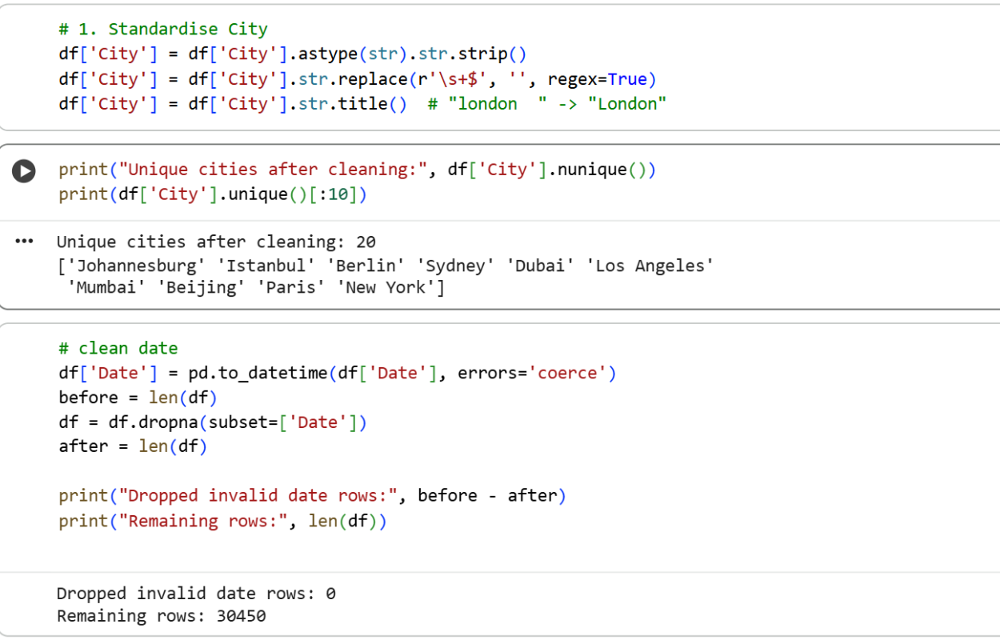 # 1. Standardise City
df['City'] = df['City'].astype(str).str.strip()
df['City'] = df['City'].str.replace(r'\s+$', '', regex=True)
df['City'] = df['City'].str.title()  # "london  " -> "London"
print("Unique cities after cleaning:", df['City'].nunique())
print(df['City'].unique()[:10])
Unique cities after cleaning: 20
['Johannesburg' 'Istanbul' 'Berlin' 'Sydney' 'Dubai' 'Los Angeles'
 'Mumbai' 'Beijing' 'Paris' 'New York']
# clean date
df['Date'] = pd.to_datetime(df['Date'], errors='coerce')
before = len(df)
df = df.dropna(subset=['Date'])
after = len(df)
print("Dropped invalid date rows:", before - after)
print("Remaining rows:", len(df))
Dropped invalid date rows: 0
Remaining rows: 30450